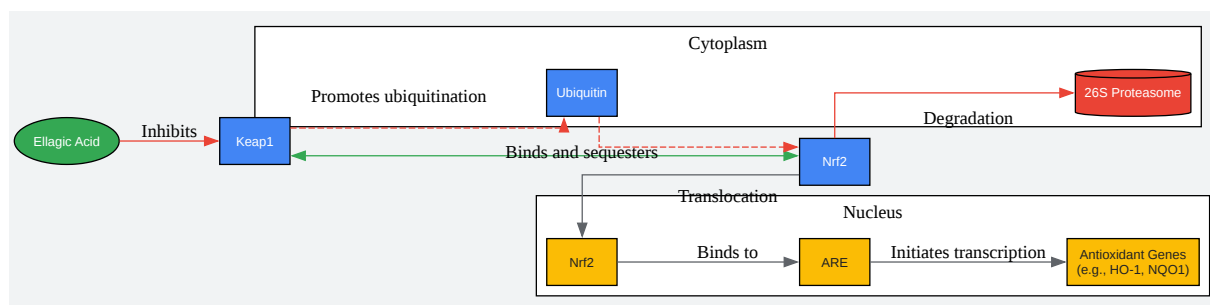 Cytoplasm
Promotes ubiquitination
Ubiquitin
26S Proteasome
Degradation
Ellagic Acid
Inhibits
Keap1
Binds and sequesters
Nrf2
Translocation
Nucleus
Nrf2
Binds to
ARE
Initiates transcription
Antioxidant Genes
(e.g., HO-1, NQO1)